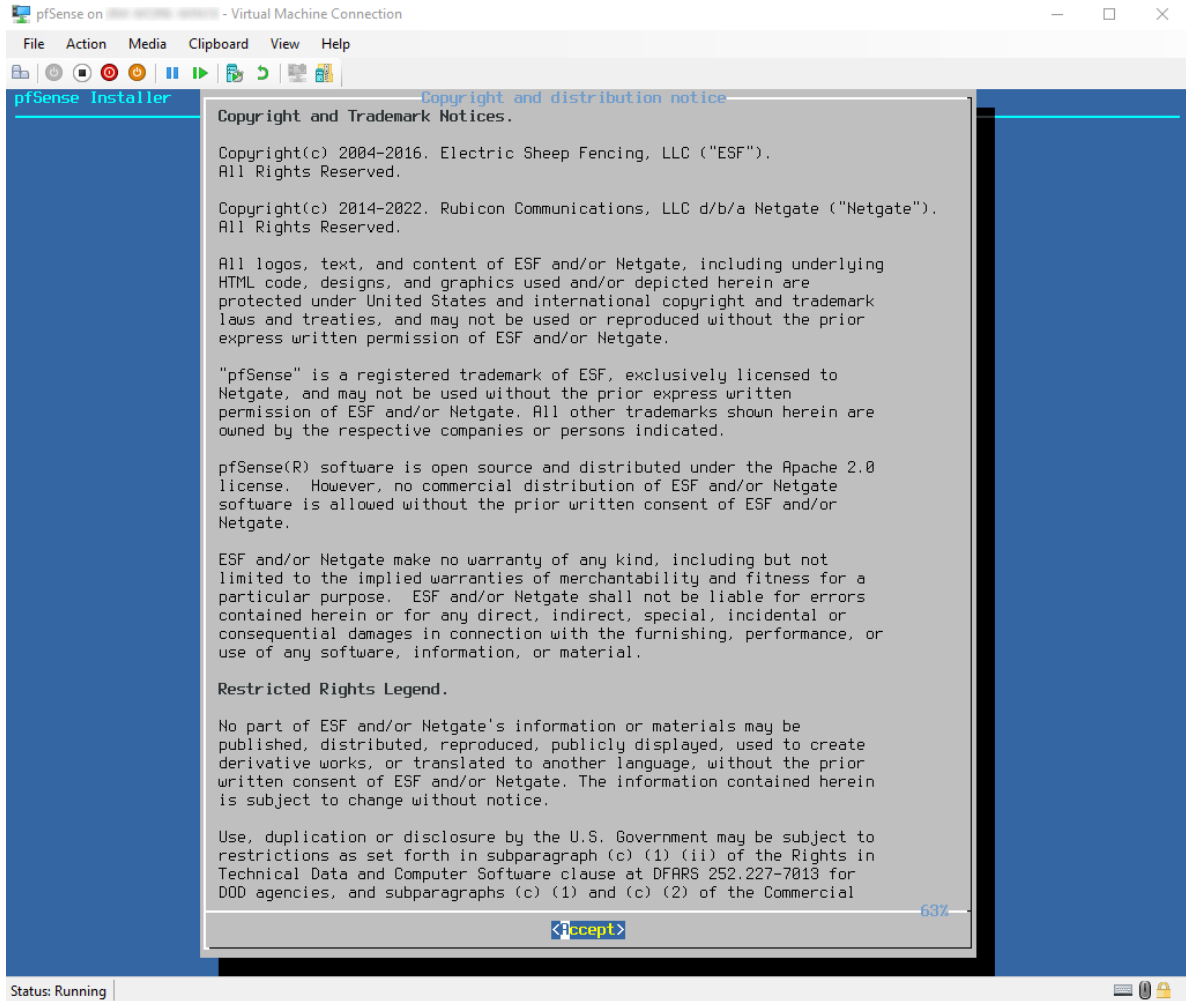 pfSense on - Virtual Machine Connection
File Action Media Clipboard View Help
pfSense Installer
Copyright and distribution notice
Copyright and Trademark Notices.
Copyright(c) 2004-2016. Electric Sheep Fencing, LLC ("ESF").
All Rights Reserved.
Copyright(c) 2014-2022. Rubicon Communications, LLC d/b/a Netgate ("Netgate").
All Rights Reserved.
All logos, text, and content of ESF and/or Netgate, including underlying
HTML code, designs, and graphics used and/or depicted herein are
protected under United States and international copyright and trademark
laws and treaties, and may not be used or reproduced without the prior
express written permission of ESF and/or Netgate.
"pfSense" is a registered trademark of ESF, exclusively licensed to
Netgate, and may not be used without the prior express written
permission of ESF and/or Netgate. All other trademarks shown herein are
owned by the respective companies or persons indicated.
pfSense(R) software is open source and distributed under the Apache 2.0
license.  However, no commercial distribution of ESF and/or Netgate
software is allowed without the prior written consent of ESF and/or
Netgate.
ESF and/or Netgate make no warranty of any kind, including but not
limited to the implied warranties of merchantability and fitness for a
particular purpose.  ESF and/or Netgate shall not be liable for errors
contained herein or for any direct, indirect, special, incidental or
consequential damages in connection with the furnishing, performance, or
use of any software, information, or material.
Restricted Rights Legend.
No part of ESF and/or Netgate's information or materials may be
published, distributed, reproduced, publicly displayed, used to create
derivative works, or translated to another language, without the prior
written consent of ESF and/or Netgate. The information contained herein
is subject to change without notice.
Use, duplication or disclosure by the U.S. Government may be subject to
restrictions as set forth in subparagraph (c) (1) (ii) of the Rights in
Technical Data and Computer Software clause at DFARS 252.227-7013 for
DOD agencies, and subparagraphs (c) (1) and (c) (2) of the Commercial
63%
<Accept>
Status: Running